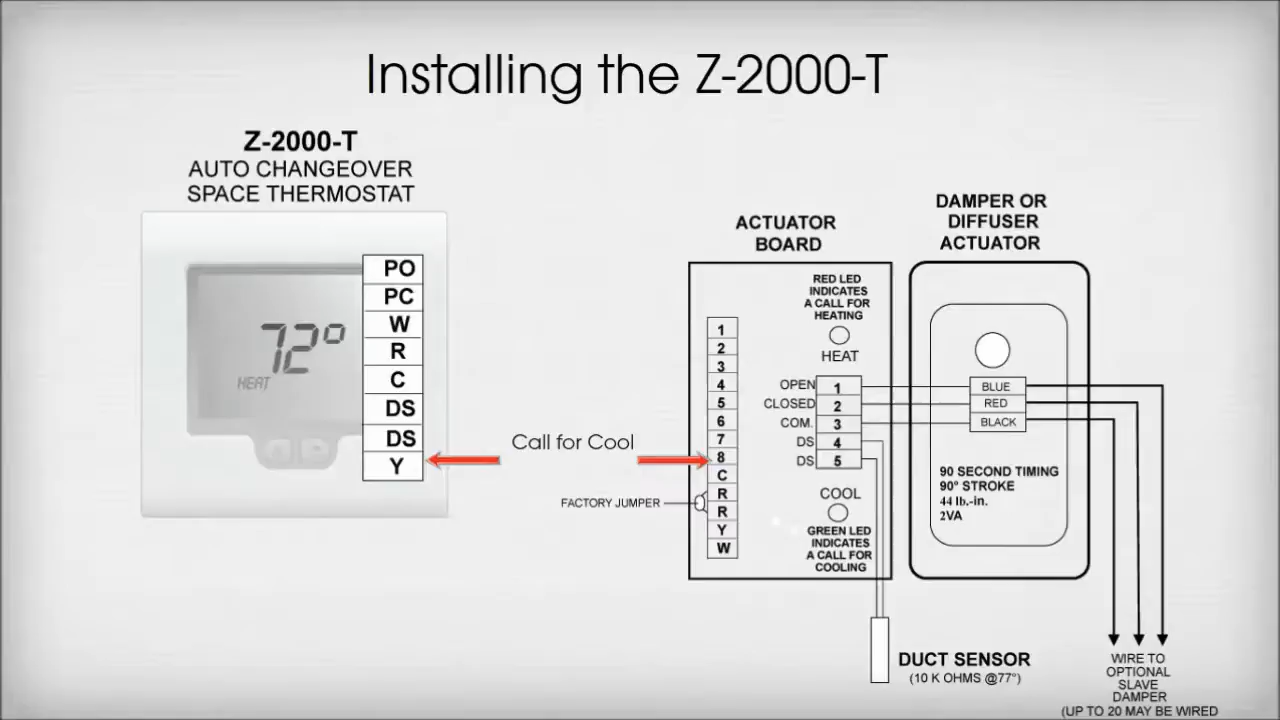 Installing the Z-2000-T
Z-2000-T
AUTO CHANGEOVER
SPACE THERMOSTAT
72°
HEAT
PO
PC
W
R
C
DS
DS
Y
Call for Cool
FACTORY JUMPER
ACTUATOR
BOARD
1
2
3
4
5
6
7
8
C
R
R
Y
W
RED LED
INDICATES
A CALL FOR
HEATING
HEAT
OPEN 1
CLOSED 2
COM. 3
DS 4
DS 5
COOL
GREEN LED
INDICATES
A CALL FOR
COOLING
DAMPER OR
DIFFUSER
ACTUATOR
BLUE
RED
BLACK
90 SECOND TIMING
90° STROKE
44 lb.-in.
2VA
DUCT SENSOR
(10 K OHMS @77°)
WIRE TO
OPTIONAL
SLAVE
DAMPER
(UP TO 20 MAY BE WIRED